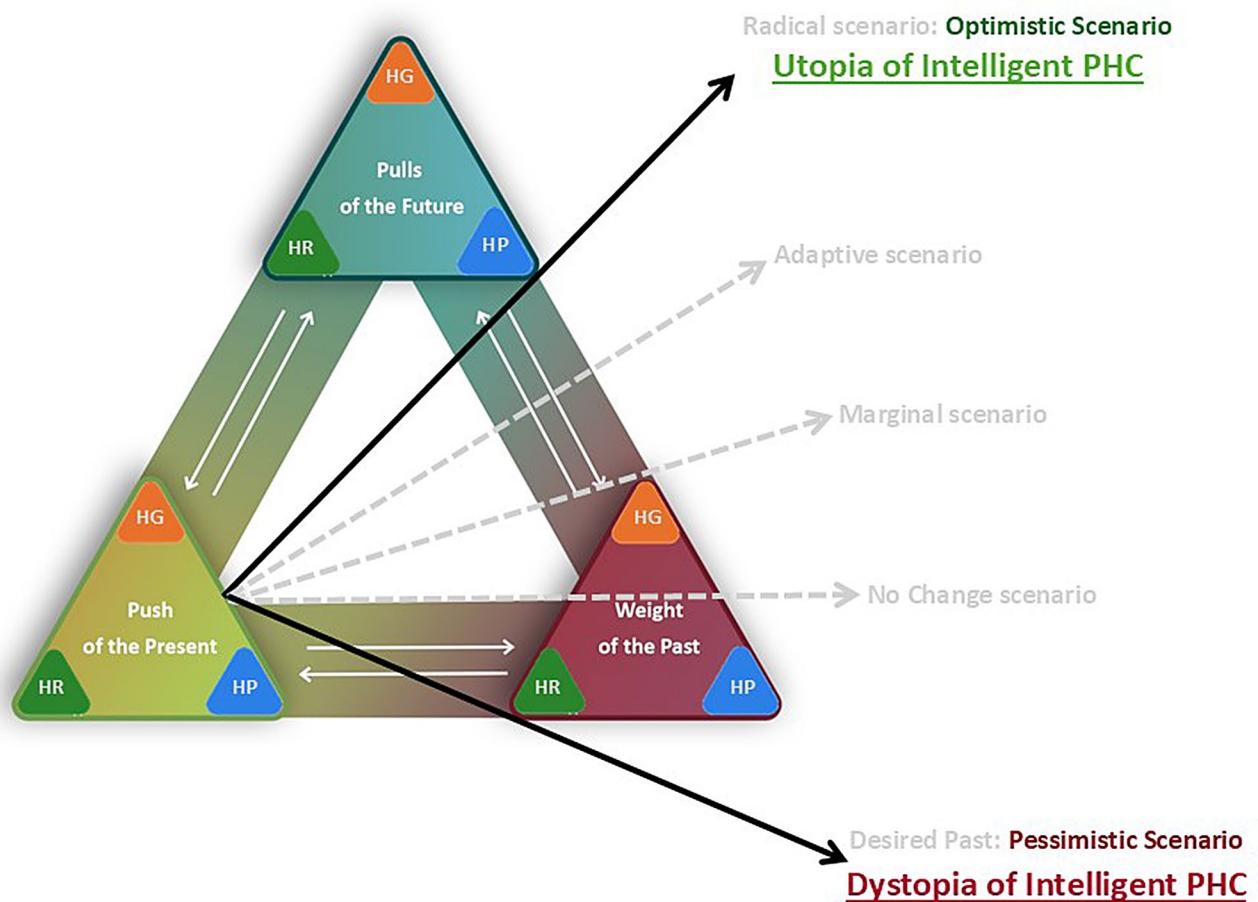 Radical scenario: Optimistic Scenario
Utopia of Intelligent PHC
HG
Pulls
of the Future
HR
HP
Adaptive scenario
Marginal scenario
HG
HG
No Change scenario
Push
of the Present
Weight
of the Past
HR
HP
HR
HP
Desired Past: Pessimistic Scenario
Dystopia of Intelligent PHC